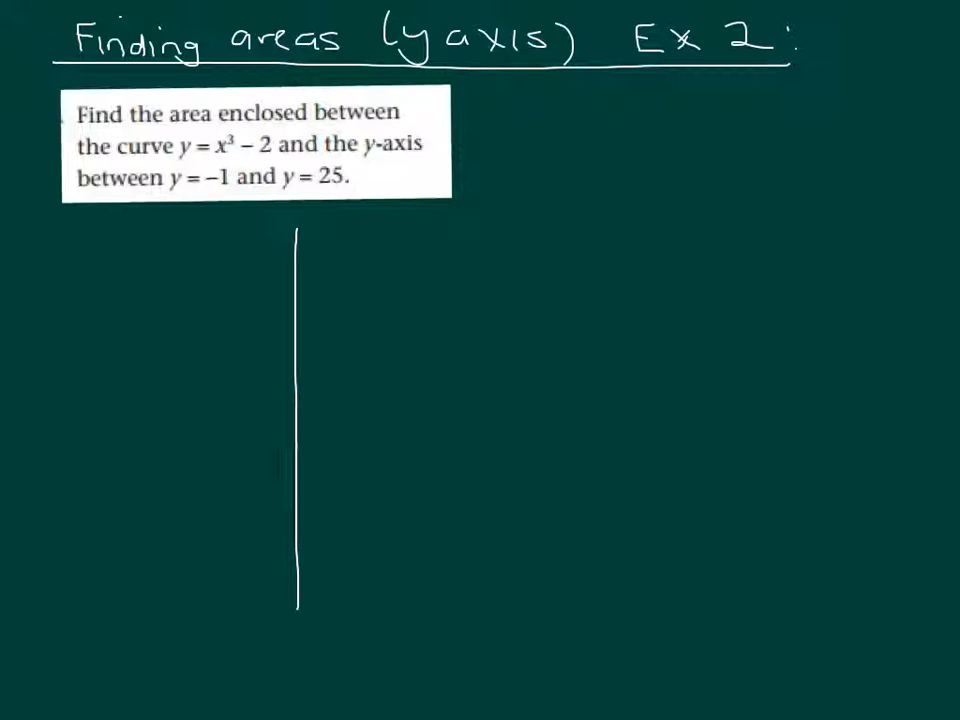 Finding areas (y axis) Ex 2:
Find the area enclosed between
the curve y = x³ – 2 and the y-axis
between y = –1 and y = 25.